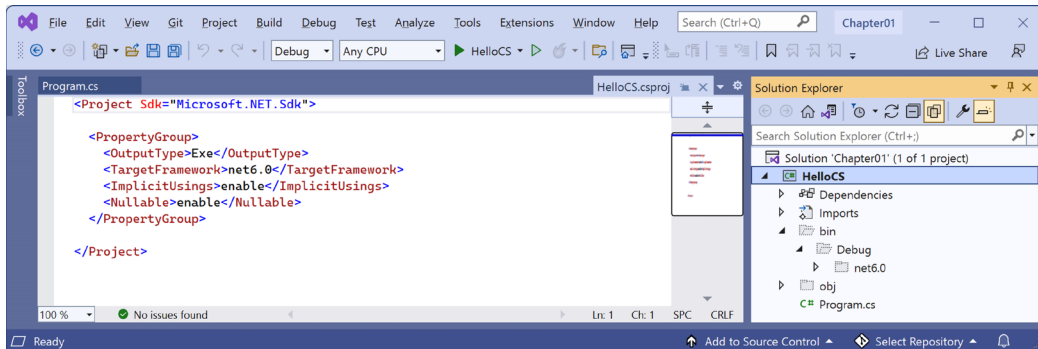 File Edit View Git Project Build Debug Test Analyze Tools Extensions Window Help Search (Ctrl+Q) Chapter01
Debug Any CPU HelloCS Live Share
Toolbox
Program.cs HelloCS.csproj
<Project Sdk="Microsoft.NET.Sdk">
<PropertyGroup>
<OutputType>Exe</OutputType>
<TargetFramework>net6.0</TargetFramework>
<ImplicitUsings>enable</ImplicitUsings>
<Nullable>enable</Nullable>
</PropertyGroup>
</Project>
100 % No issues found Ln: 1 Ch: 1 SPC CRLF
Solution Explorer
Search Solution Explorer (Ctrl+;)
Solution 'Chapter01' (1 of 1 project)
C# HelloCS
Dependencies
Imports
bin
Debug
net6.0
obj
C# Program.cs
Ready Add to Source Control Select Repository